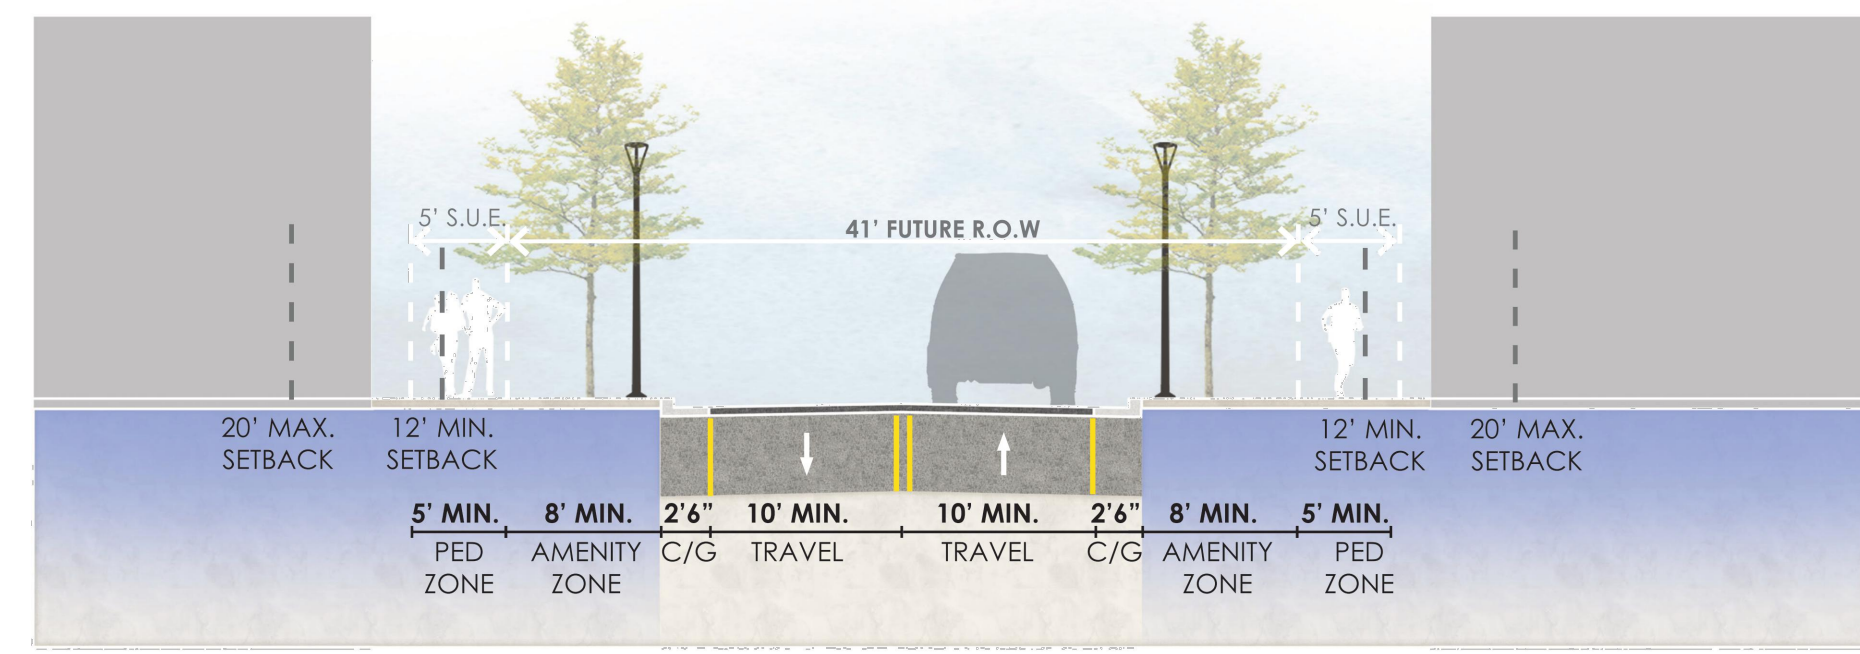 5’ S.U.E.
41’ FUTURE R.O.W
5’ S.U.E.
20’ MAX.
SETBACK
12’ MIN.
SETBACK
12’ MIN.
SETBACK
20’ MAX.
SETBACK
5’ MIN.
8’ MIN.
2’6”
10’ MIN.
10’ MIN.
2’6”
8’ MIN.
5’ MIN.
PED
ZONE
AMENITY
ZONE
C/G
TRAVEL
TRAVEL
C/G
AMENITY
ZONE
PED
ZONE